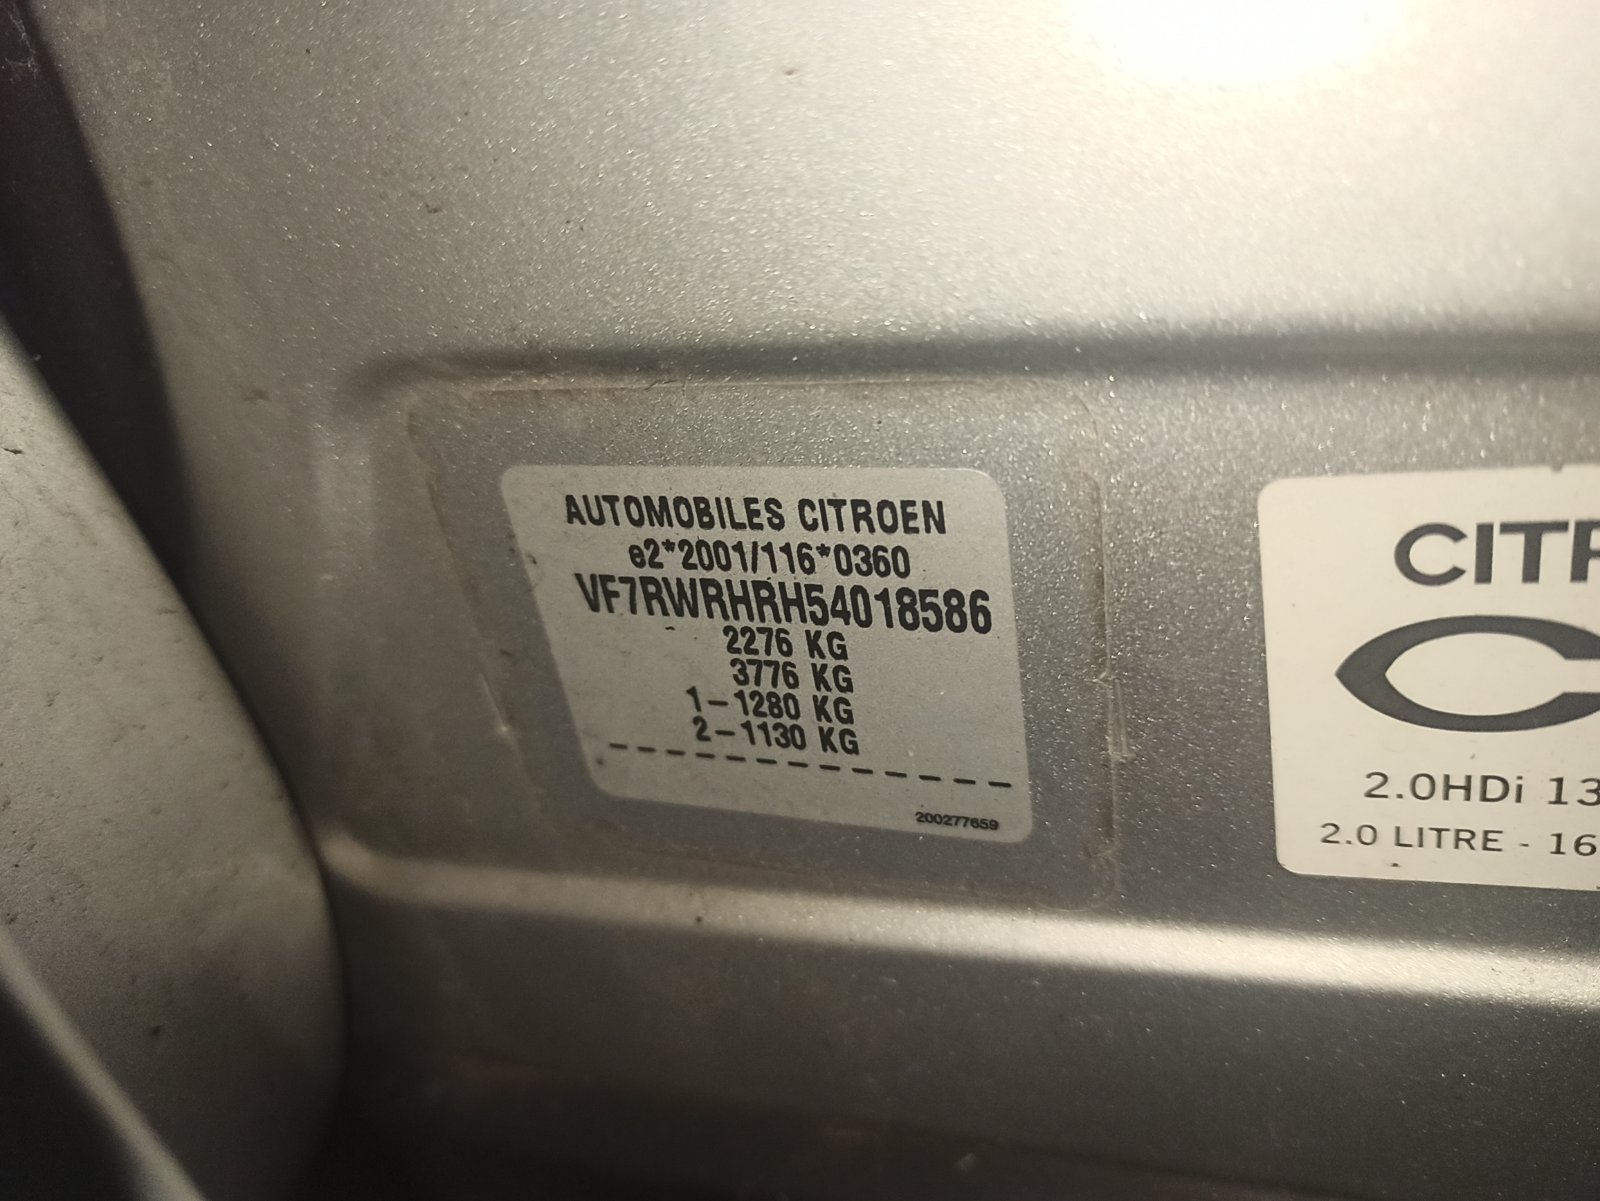 AUTOMOBILES CITROEN
e2*2001/116*0360
VF7RWRHRH54018586
2276 KG
3776 KG
1-1280 KG
2-1130 KG
200277659
CITR
2.0HDi 13
2.0 LITRE - 16